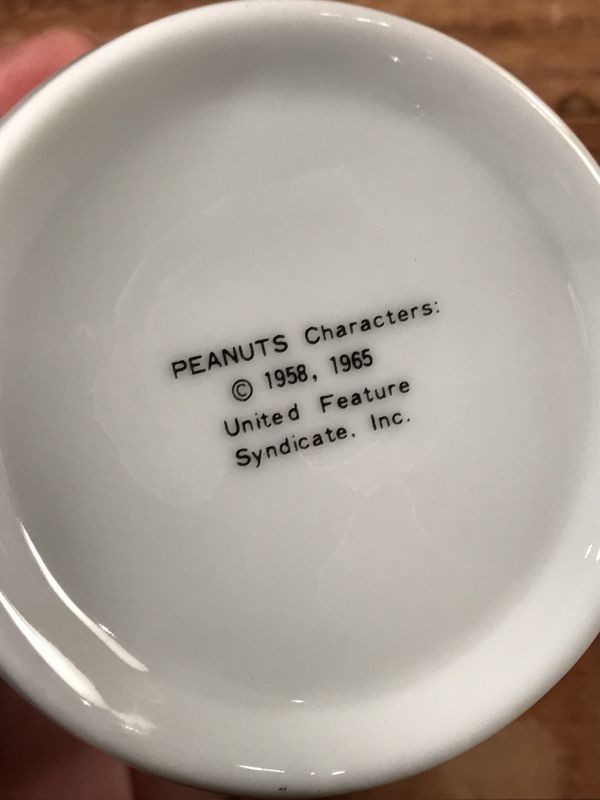 PEANUTS Characters:
© 1958, 1965
United Feature
Syndicate, Inc.